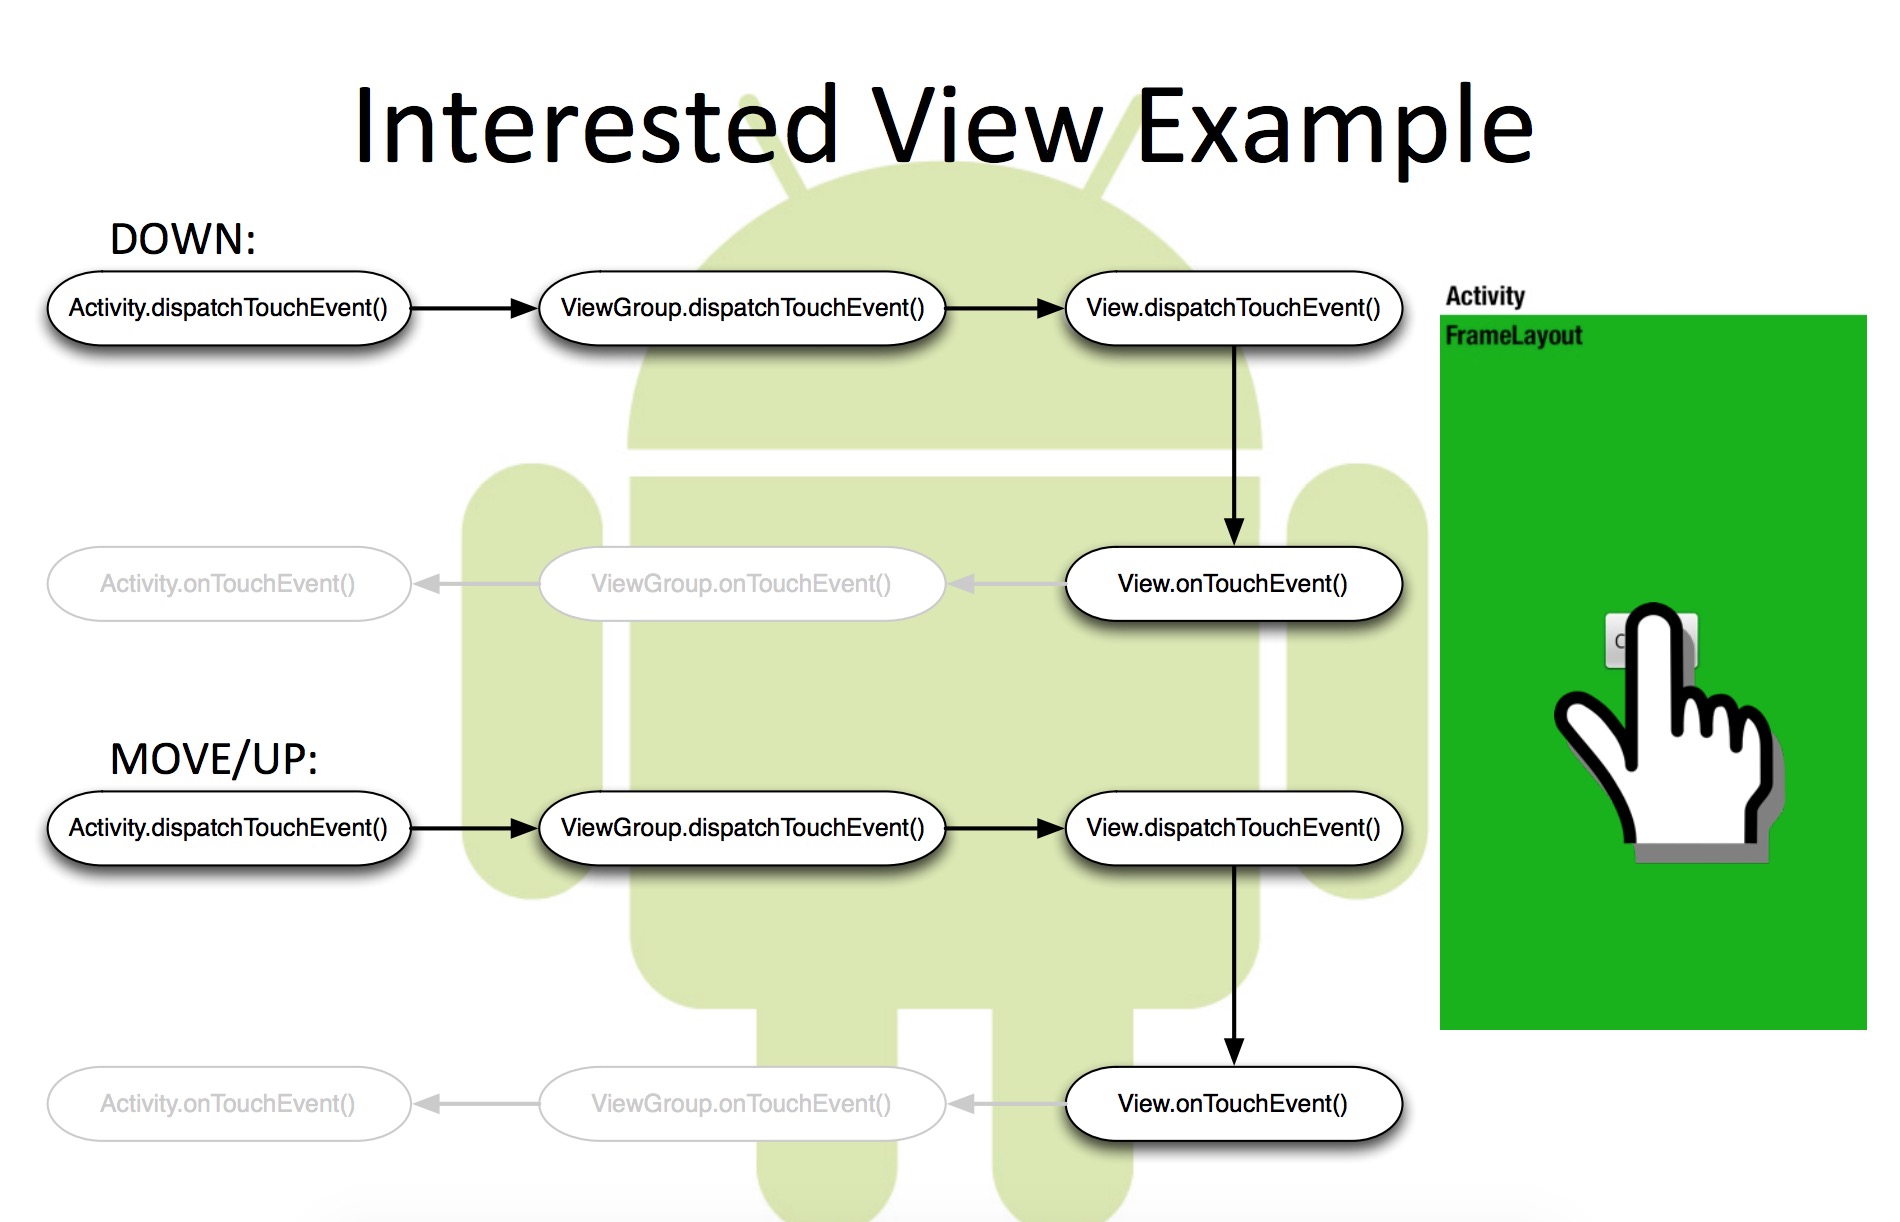 Interested View Example
DOWN:
Activity.dispatchTouchEvent()
ViewGroup.dispatchTouchEvent()
View.dispatchTouchEvent()
Activity
FrameLayout
Activity.onTouchEvent()
ViewGroup.onTouchEvent()
View.onTouchEvent()
MOVE/UP:
Activity.dispatchTouchEvent()
ViewGroup.dispatchTouchEvent()
View.dispatchTouchEvent()
Activity.onTouchEvent()
ViewGroup.onTouchEvent()
View.onTouchEvent()